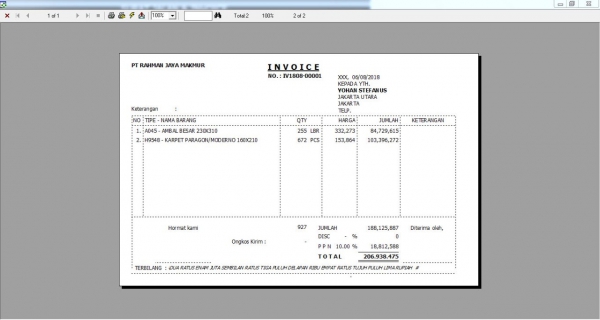 1 of 1 100% Total:2 100% 2 of 2
PT RAHMAN JAYA MAKMUR
INVOICE
NO. : IV1808-00001
XXX, 06/08/2018
KEPADA YTH.
YOHAN STEFANUS
JAKARTA UTARA
JAKARTA
TELP.
Keterangan :
NO TIPE - NAMA BARANG QTY HARGA JUMLAH KETERANGAN
1. A045 - AMBAL BESAR 230X310 255 LBR 332,273 84,729,615
2. H9548 - KARPET PARAGON/MODERNO 160X210 672 PCS 153,864 103,396,272
Hormat kami 927 JUMLAH 188,125,887 Diterima oleh,
DISC - % 0
Ongkos Kirim : - PPN 10.00 % 18,812,588
TOTAL 206.938.475
TERBILANG : #DUA RATUS ENAM JUTA SEMBILAN RATUS TIGA PULUH DELAPAN RIBU EMPAT RATUS TUJUH PULUH LIMA RUPIAH #